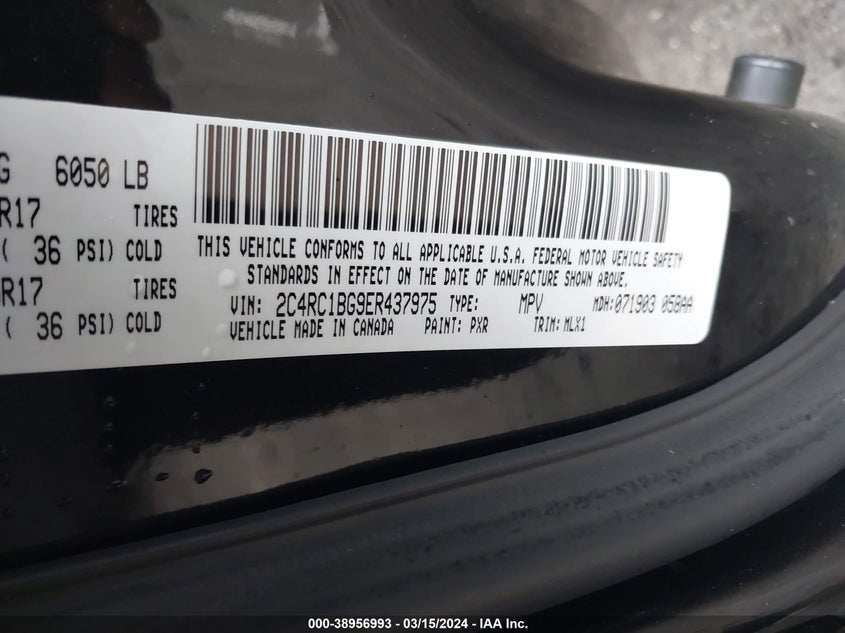 G 6050 LB
R17 TIRES
( 36 PSI) COLD
R17 TIRES
( 36 PSI) COLD
THIS VEHICLE CONFORMS TO ALL APPLICABLE U.S.A. FEDERAL MOTOR VEHICLE SAFETY
STANDARDS IN EFFECT ON THE DATE OF MANUFACTURE SHOWN ABOVE.
VIN: 2C4RC1BG9ER437975 TYPE: MPV MDH:071903 050AA
VEHICLE MADE IN CANADA PAINT: PXR TRIM: MLX1
000-38956993 - 03/15/2024 - IAA Inc.